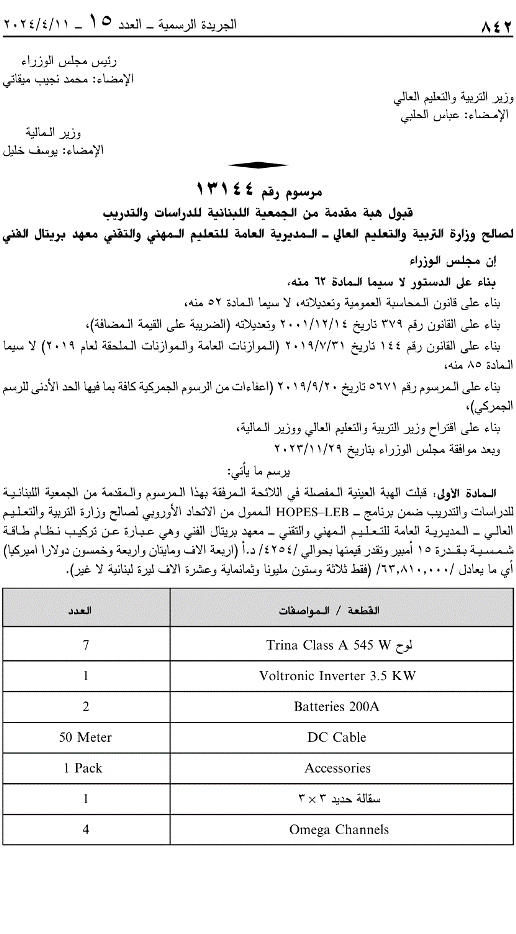 ٨٤٢
الجريدة الرسمية ـ العدد ١٥ ـ ٢٠٢٤/٤/١١
رئيس مجلس الوزراء
الإمضاء: محمد نجيب ميقاتي
وزير التربية والتعليم العالي
الإمضاء: عباس الحلبي
وزير المالية
الإمضاء: يوسف خليل
مرسوم رقم ١٣١٤٤
قبول هبة مقدمة من الجمعية اللبنانية للدراسات والتدريب
لصالح وزارة التربية والتعليم العالي ـ المديرية العامة للتعليم المهني والتقني معهد بريتال الفني
إن مجلس الوزراء
بناء على الدستور لا سيما المادة ٦٢ منه،
بناء على قانون المحاسبة العمومية وتعديلاته، لا سيما المادة ٥٢ منه،
بناء على القانون رقم ٣٧٩ تاريخ ٢٠٠١/١٢/١٤ وتعديلاته (الضريبة على القيمة المضافة)،
بناء على القانون رقم ١٤٤ تاريخ ٢٠١٩/٧/٣١ (الموازنات العامة والموازنات الملحقة لعام ٢٠١٩) لا سيما
المادة ٨٥ منه،
بناء على المرسوم رقم ٥٦٧١ تاريخ ٢٠١٩/٩/٢٠ (اعفاءات من الرسوم الجمركية كافة بما فيها الحد الأدنى للرسم
الجمركي)،
بناء على اقتراح وزير التربية والتعليم العالي ووزير المالية،
وبعد موافقة مجلس الوزراء بتاريخ ٢٠٢٣/١١/٢٩
يرسم ما يأتي:
المادة الأولى: قبلت الهبة العينية المفصلة في اللائحة المرفقة بهذا المرسوم والمقدمة من الجمعية اللبنانية
للدراسات والتدريب ضمن برنامج ـ HOPES–LEB الممول من الاتحاد الأوروبي لصالح وزارة التربية والتعليم
العالي ـ المديرية العامة للتعليم المهني والتقني ـ معهد بريتال الفني وهي عبارة عن تركيب نظام طاقة
شمسية بقدرة ١٥ أمبير وتقدر قيمتها بحوالي /٤٢٥٤/ د.أ (اربعة الاف ومايتان واربعة وخمسون دولارا اميركيا)
أي ما يعادل /٦٣,٨١٠,٠٠٠/ (فقط ثلاثة وستون مليونا وثمانماية وعشرة الاف ليرة لبنانية لا غير).
القطعة / المواصفات العدد
لوح Trina Class A 545 W 7
Voltronic Inverter 3.5 KW 1
Batteries 200A 2
DC Cable 50 Meter
Accessories 1 Pack
سقالة حديد ٣ × ٣ 1
Omega Channels 4